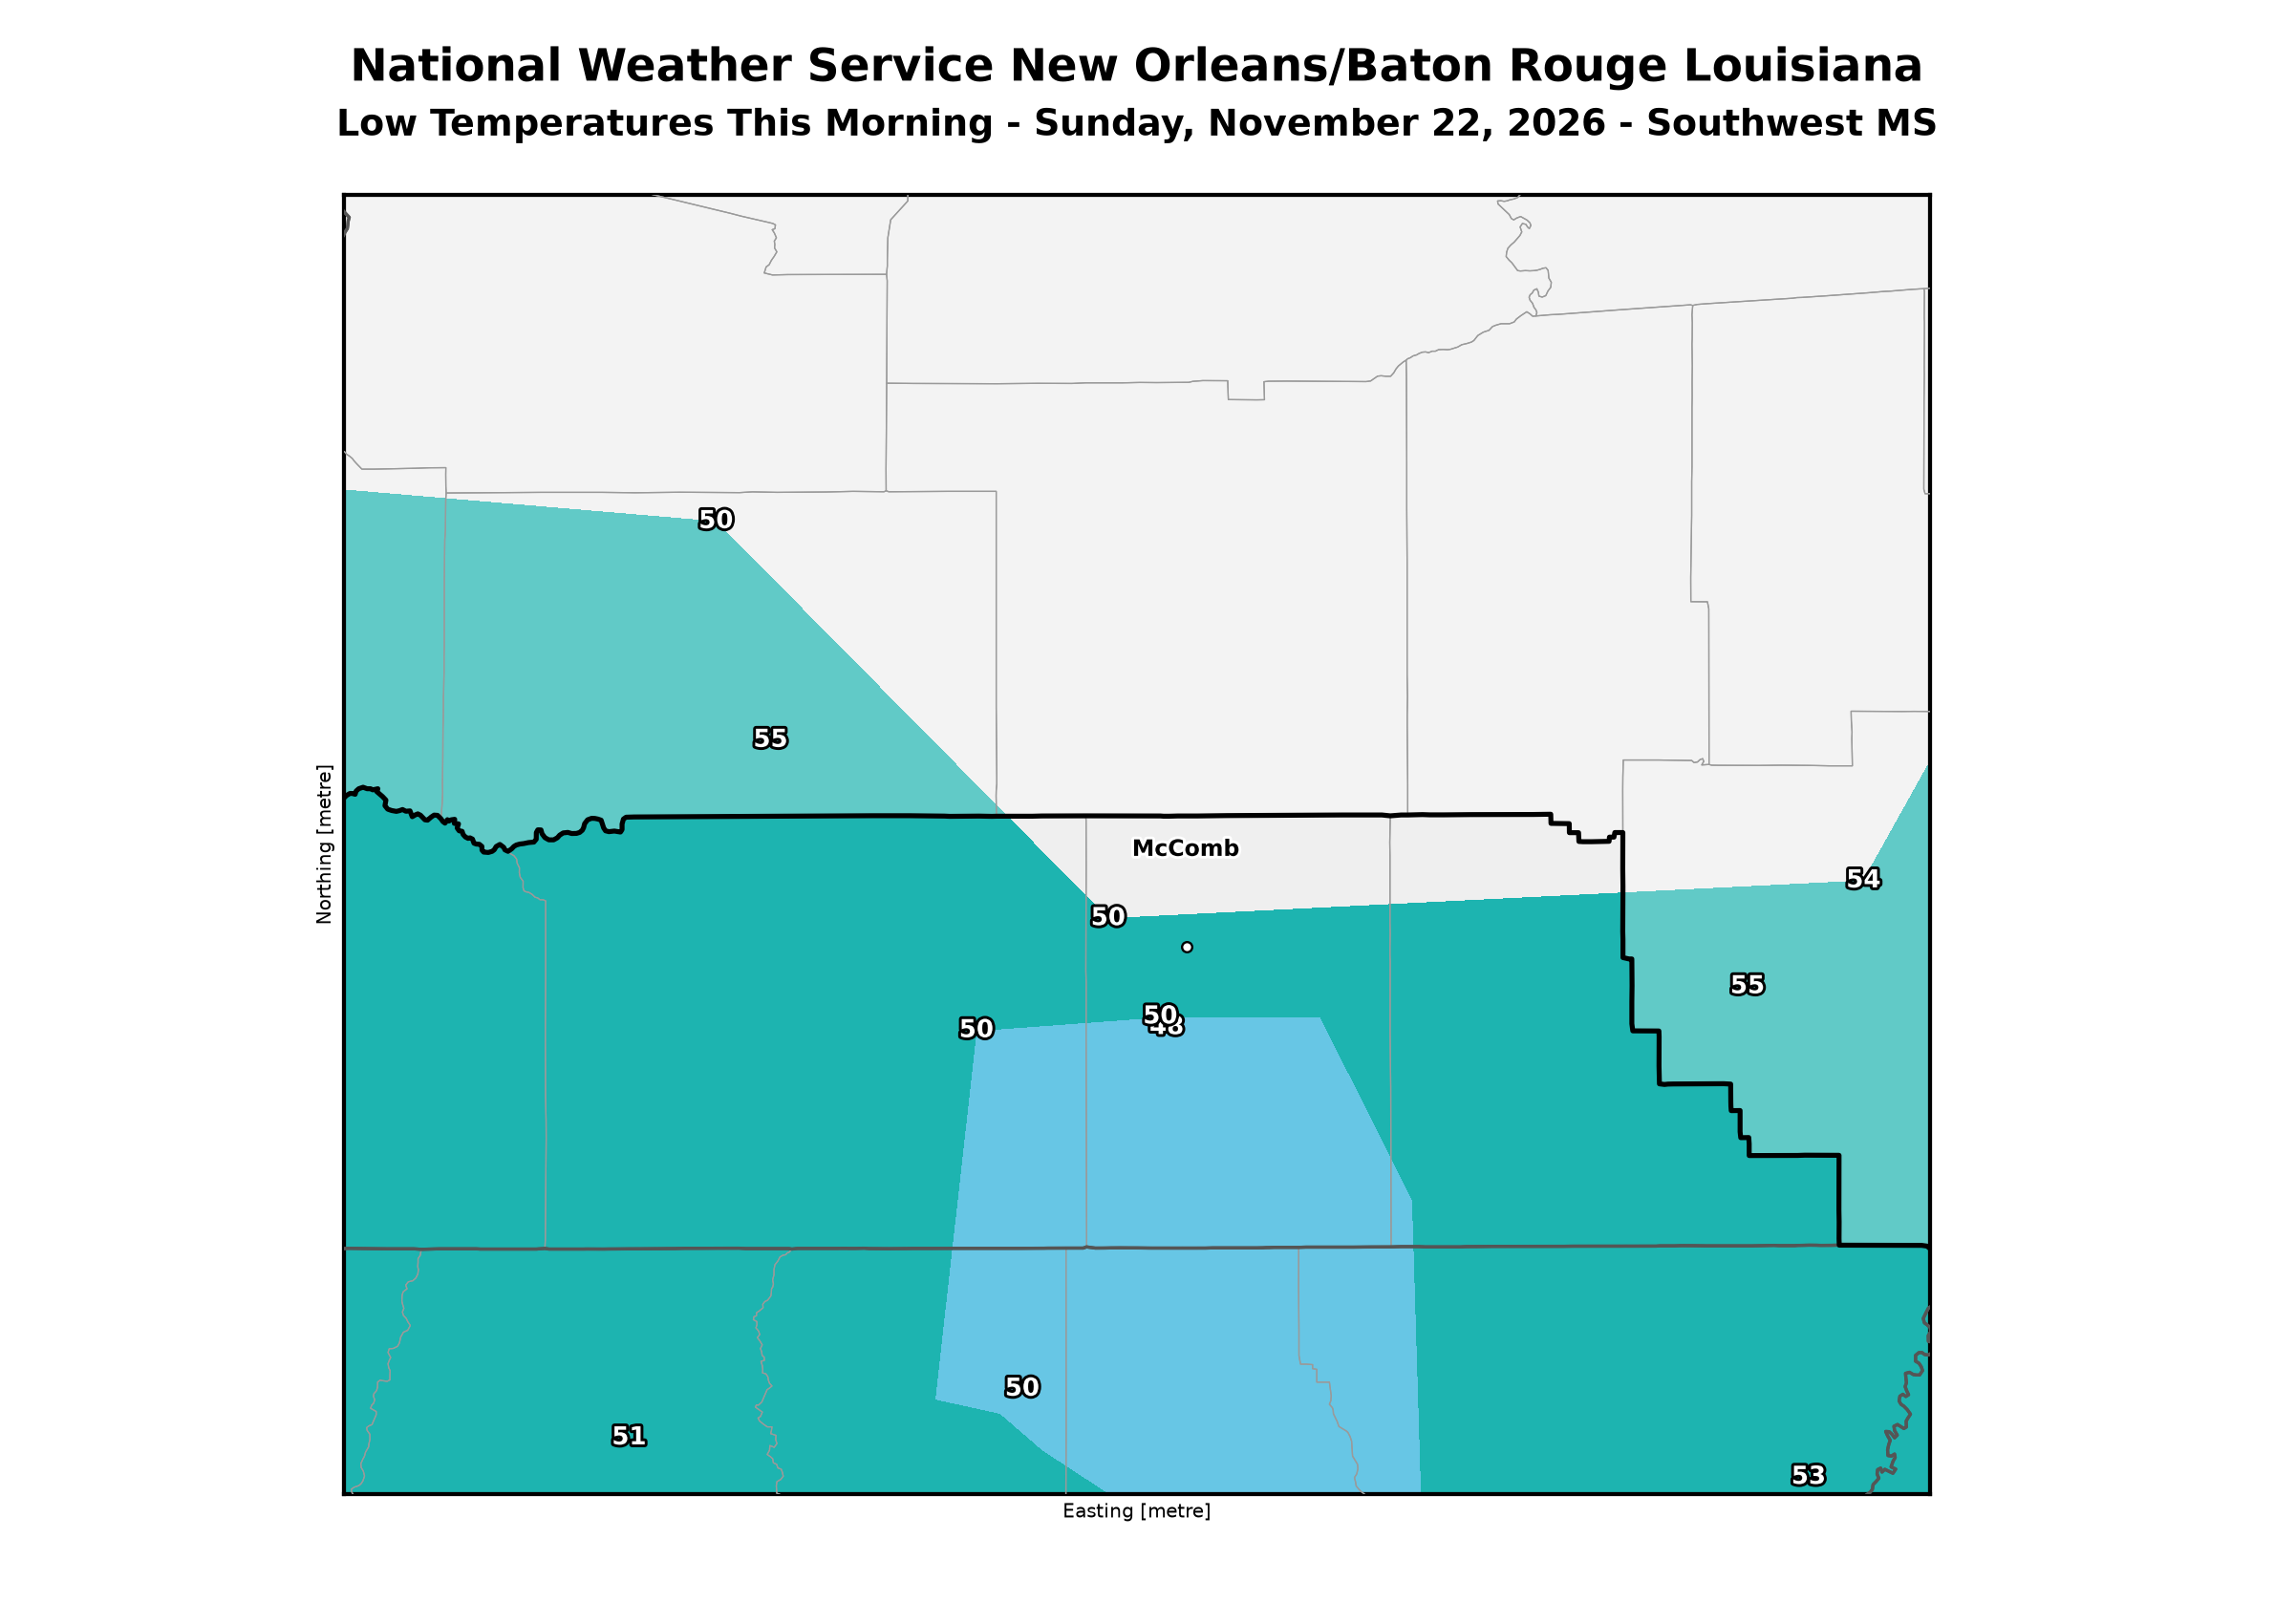 National Weather Service New Orleans/Baton Rouge Louisiana
Low Temperatures This Morning - Sunday, November 22, 2026 - Southwest MS
50
55
McComb
54
50
55
50
48
50
50
51
53
Northing [metre]
Easting [metre]